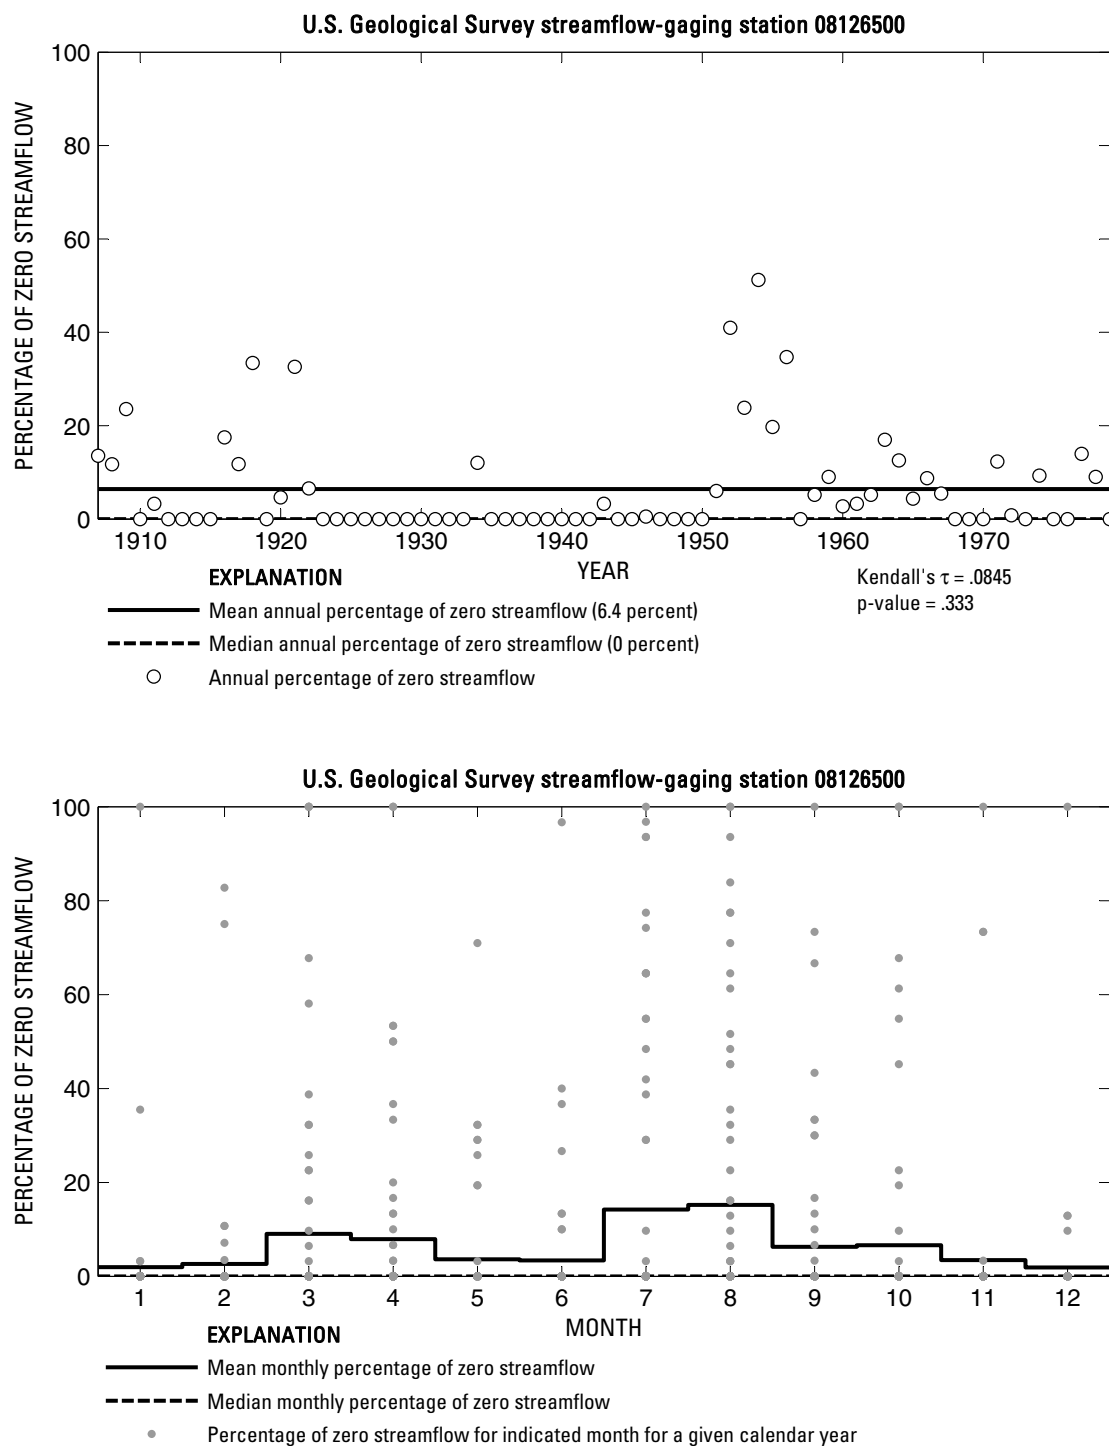 U.S. Geological Survey streamflow-gaging station 08126500
PERCENTAGE OF ZERO STREAMFLOW
100
80
60
40
20
0
1910 1920 1930 1940 1950 1960 1970
YEAR
EXPLANATION
Mean annual percentage of zero streamflow (6.4 percent)
Median annual percentage of zero streamflow (0 percent)
Annual percentage of zero streamflow
Kendall's τ = .0845
p-value = .333
U.S. Geological Survey streamflow-gaging station 08126500
PERCENTAGE OF ZERO STREAMFLOW
100
80
60
40
20
0
1 2 3 4 5 6 7 8 9 10 11 12
MONTH
EXPLANATION
Mean monthly percentage of zero streamflow
Median monthly percentage of zero streamflow
Percentage of zero streamflow for indicated month for a given calendar year